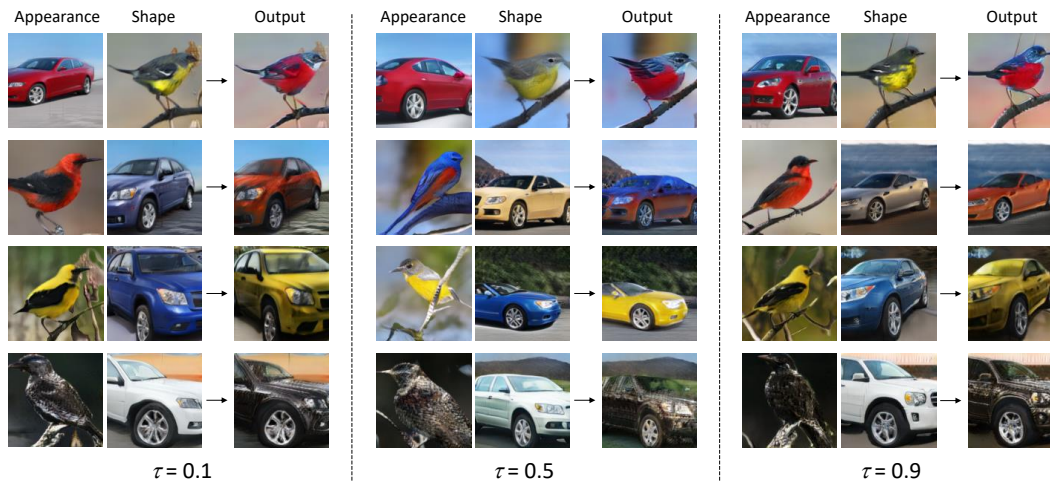 Appearance Shape Output Appearance Shape Output Appearance Shape Output
τ = 0.1 τ = 0.5 τ = 0.9